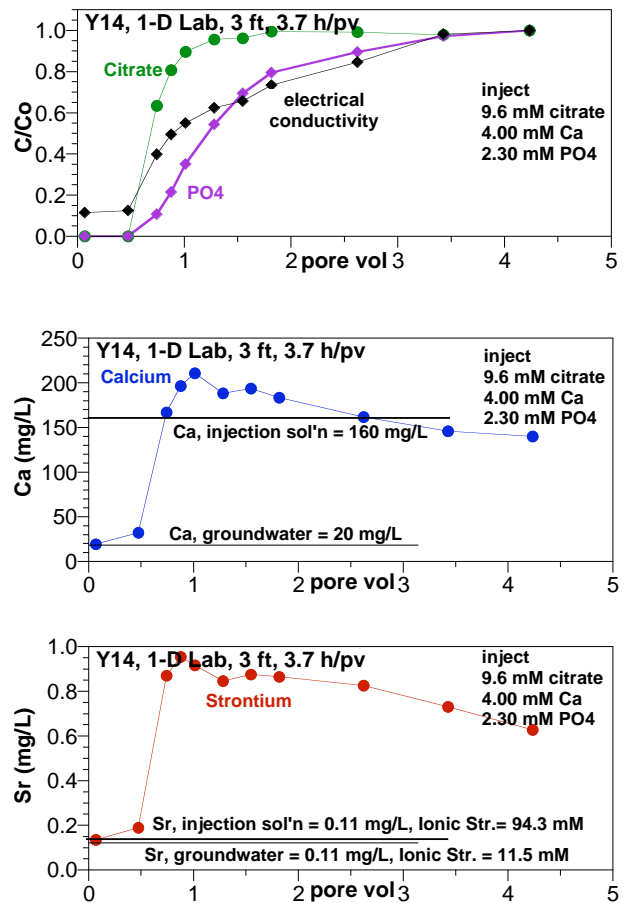 Y14, 1-D Lab, 3 ft, 3.7 h/pv
1.0
Citrate
0.8
electrical
conductivity
inject
9.6 mM citrate
4.00 mM Ca
2.30 mM PO4
C/Co
0.6
0.4
PO4
0.2
0.0
0 1 2 3 4 5
pore vol
250
Y14, 1-D Lab, 3 ft, 3.7 h/pv
Calcium
inject
9.6 mM citrate
4.00 mM Ca
2.30 mM PO4
200
150
Ca, injection sol'n = 160 mg/L
Ca (mg/L)
100
50
Ca, groundwater = 20 mg/L
0
0 1 2 3 4 5
pore vol
1.0
Y14, 1-D Lab, 3 ft, 3.7 h/pv
inject
9.6 mM citrate
4.00 mM Ca
2.30 mM PO4
0.8
Strontium
0.6
Sr (mg/L)
0.4
0.2
Sr, injection sol'n = 0.11 mg/L, Ionic Str.= 94.3 mM
Sr, groundwater = 0.11 mg/L, Ionic Str. = 11.5 mM
0.0
0 1 2 3 4 5
pore vol